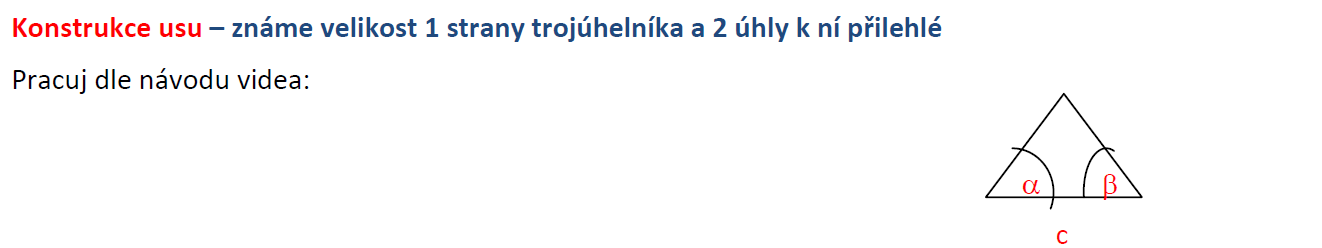 Konstrukce usu – známe velikost 1 strany trojúhelníka a 2 úhly k ní přilehlé
Pracuj dle návodu videa:
α β
c